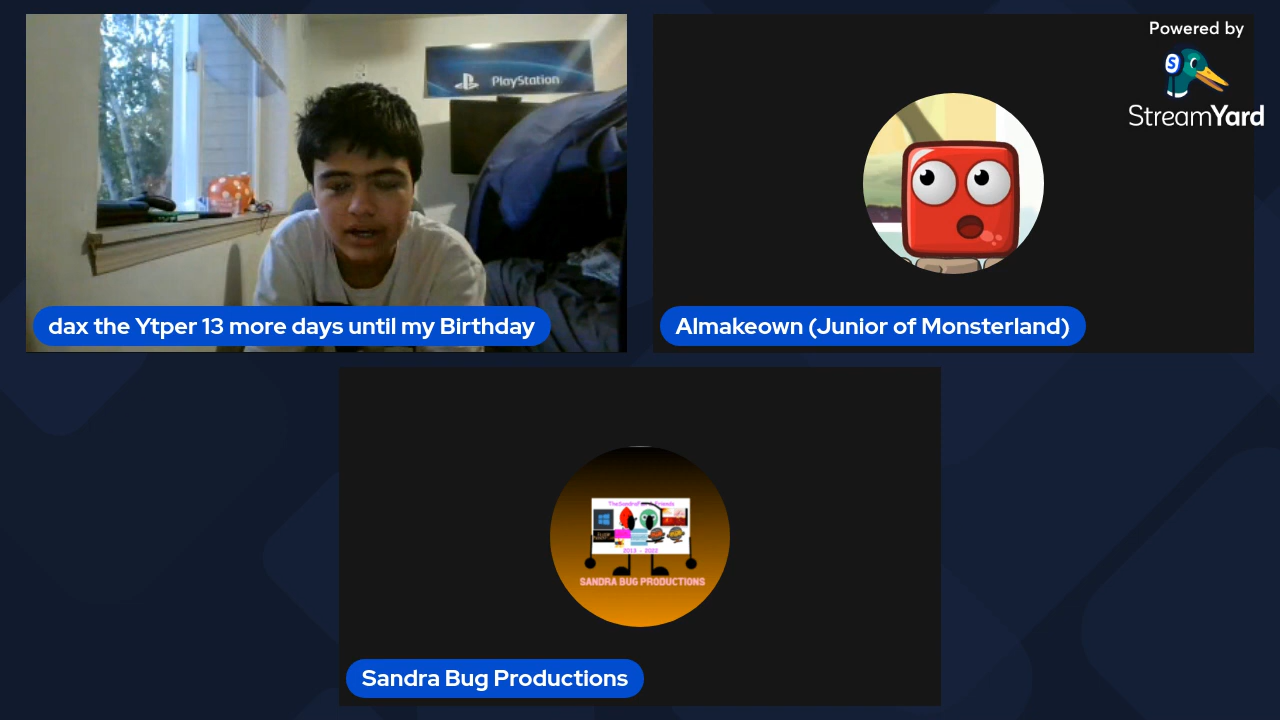 Powered by
StreamYard
PlayStation
dax the Ytper 13 more days until my Birthday
Almakeown (Junior of Monsterland)
2013 - 2022
SANDRA BUG PRODUCTIONS
Sandra Bug Productions